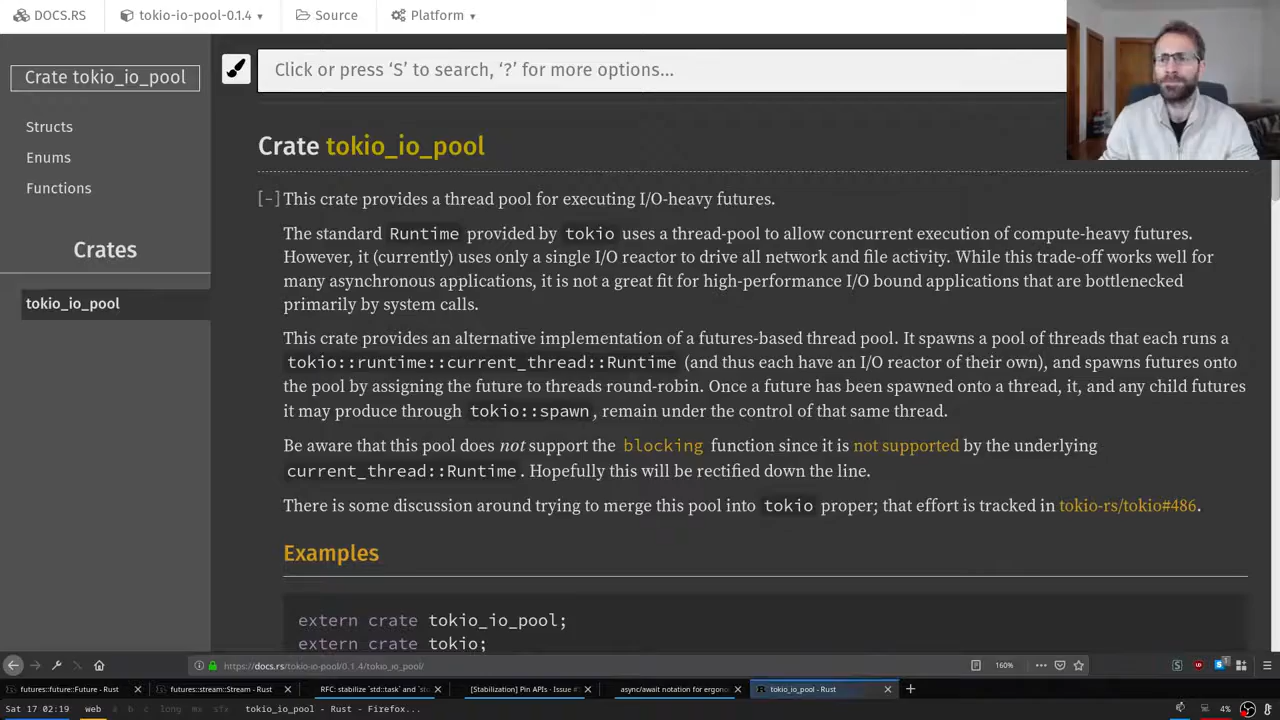 DOCS.RS
tokio-io-pool-0.1.4
Source
Platform
Crate tokio_io_pool
Click or press ‘S’ to search, ‘?’ for more options…
Structs
Enums
Functions
Crates
tokio_io_pool
Crate tokio_io_pool
[-] This crate provides a thread pool for executing I/O-heavy futures.
The standard Runtime provided by tokio uses a thread-pool to allow concurrent execution of compute-heavy futures.
However, it (currently) uses only a single I/O reactor to drive all network and file activity. While this trade-off works well for
many asynchronous applications, it is not a great fit for high-performance I/O bound applications that are bottlenecked
primarily by system calls.
This crate provides an alternative implementation of a futures-based thread pool. It spawns a pool of threads that each runs a
tokio::runtime::current_thread::Runtime (and thus each have an I/O reactor of their own), and spawns futures onto
the pool by assigning the future to threads round-robin. Once a future has been spawned onto a thread, it, and any child futures
it may produce through tokio::spawn, remain under the control of that same thread.
Be aware that this pool does not support the blocking function since it is not supported by the underlying
current_thread::Runtime. Hopefully this will be rectified down the line.
There is some discussion around trying to merge this pool into tokio proper; that effort is tracked in tokio-rs/tokio#486.
Examples
extern crate tokio_io_pool;
extern crate tokio;
https://docs.rs/tokio-io-pool/0.1.4/tokio_io_pool/
160%
futures::future::Future - Rust
futures::stream::Stream - Rust
RFC: stabilize `std::task` and `st
[Stabilization] Pin APIs · Issue #
async/await notation for ergono
tokio_io_pool - Rust
Sat 17 02:19
web
a
b
c
long
mx
sfx
tokio_io_pool - Rust - Firefox...
4%